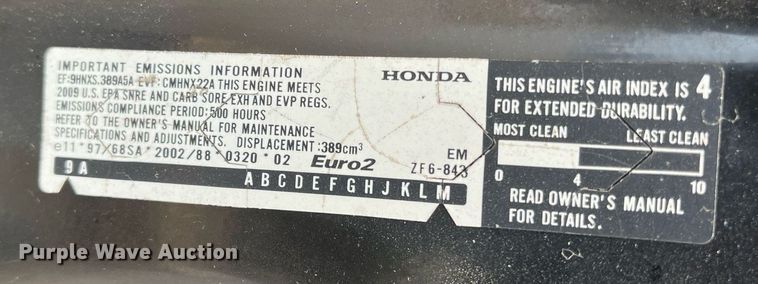 IMPORTANT EMISSIONS INFORMATION
HONDA
EF:9HNXS.389A5A EVF:CMHNX22A THIS ENGINE MEETS
2009 U.S. EPA SNRE AND CARB SORE EXH AND EVP REGS.
EMISSIONS COMPLIANCE PERIOD:500 HOURS
REFER TO THE OWNER'S MANUAL FOR MAINTENANCE
SPECIFICATIONS AND ADJUSTMENTS. DISPLACEMENT:389cm³
EM
e11*97/68SA*2002/88*0320*02 Euro2 ZF6-843
9 A
ABCDEFGHJKLM
THIS ENGINE'S AIR INDEX IS 4
FOR EXTENDED DURABILITY.
MOST CLEAN LEAST CLEAN
0 4 10
READ OWNER'S MANUAL
FOR DETAILS.
Purple Wave Auction